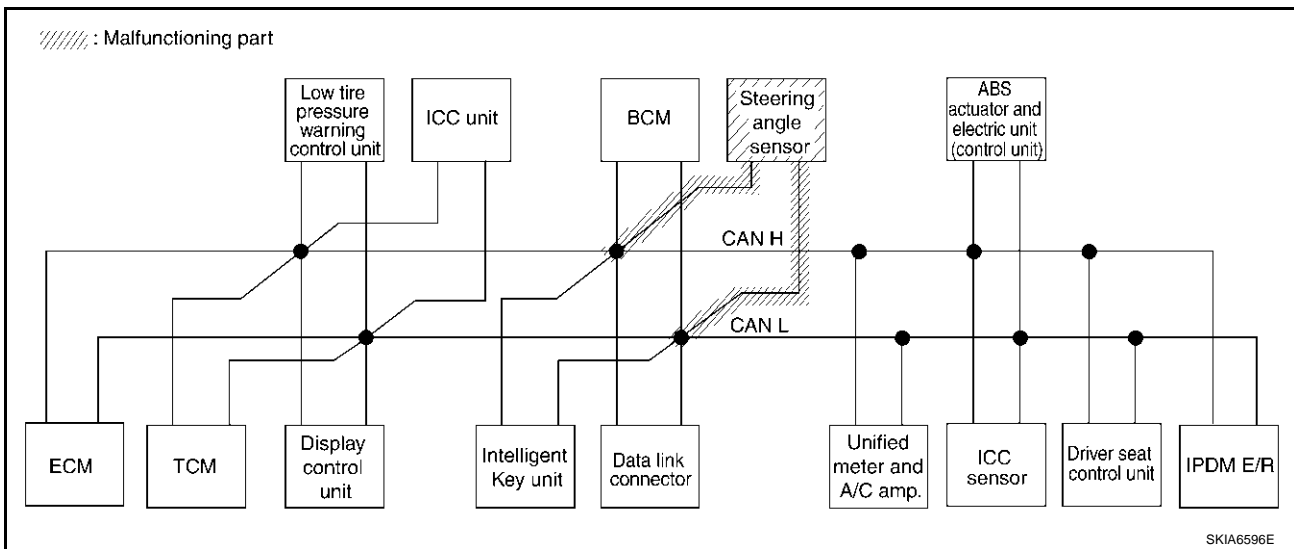 : Malfunctioning part
Low tire
pressure
warning
control unit
ICC unit
BCM
Steering
angle
sensor
ABS
actuator and
electric unit
(control unit)
CAN H
CAN L
ECM
TCM
Display
control
unit
Intelligent
Key unit
Data link
connector
Unified
meter and
A/C amp.
ICC
sensor
Driver seat
control unit
IPDM E/R
SKIA6596E